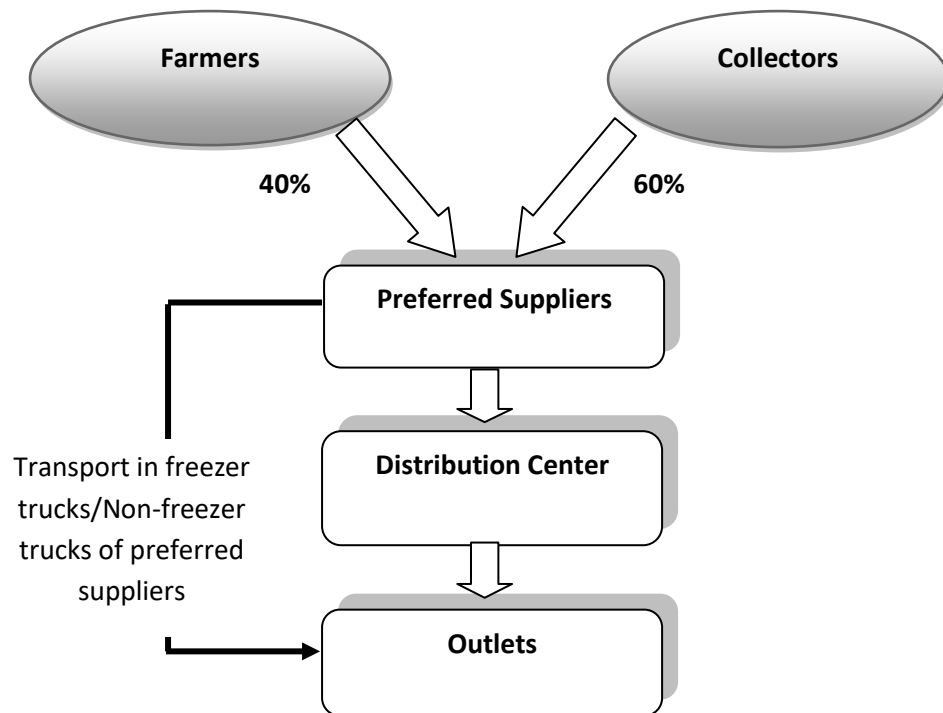 Farmers
Collectors
40%
60%
Preferred Suppliers
Distribution Center
Transport in freezer
trucks/Non-freezer
trucks of preferred
suppliers
Outlets